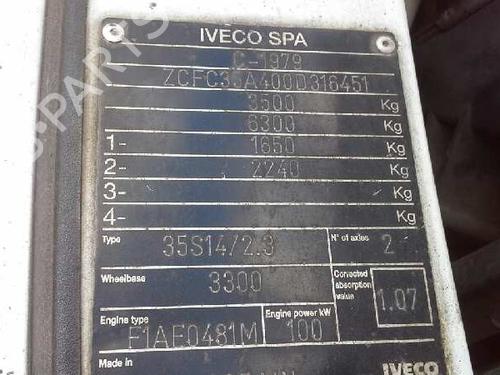 IVECO SPA
C-1979
ZCFC35A400D316451
3500 Kg
6300 Kg
1- 1650 Kg
2- 2240 Kg
3- Kg
4- Kg
Type 35S14/2.3 N° of axles 2
Wheelbase 3300 Corrected absorption value 1.07
Engine type F1AE0481M Engine power kW 100
Made in IVECO